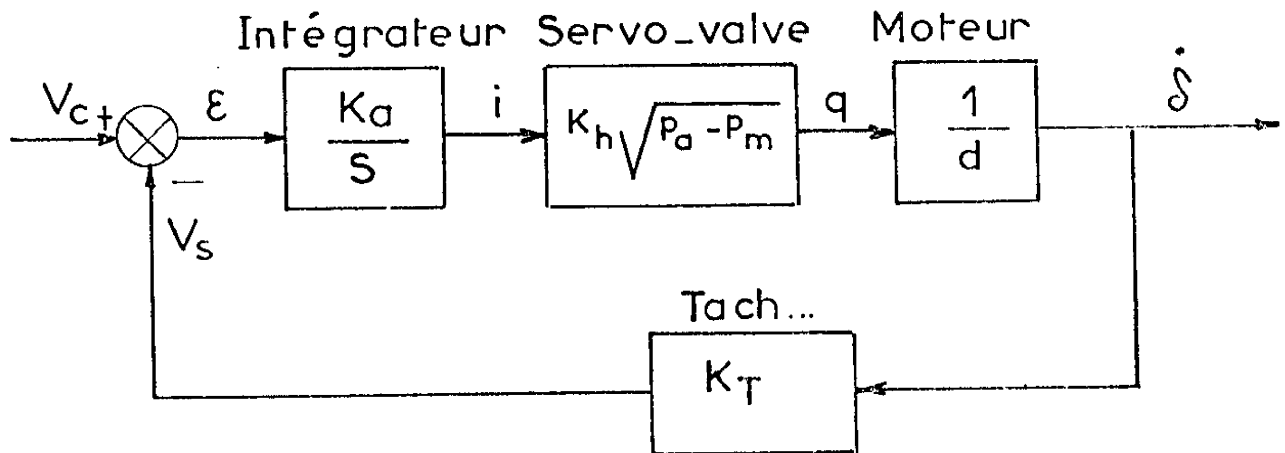 Intégrateur Servo_valve Moteur
Vc + ε Ka/S i Kh√(Pa - Pm) q 1/d δ̇
−
Vs
Tach...
KT